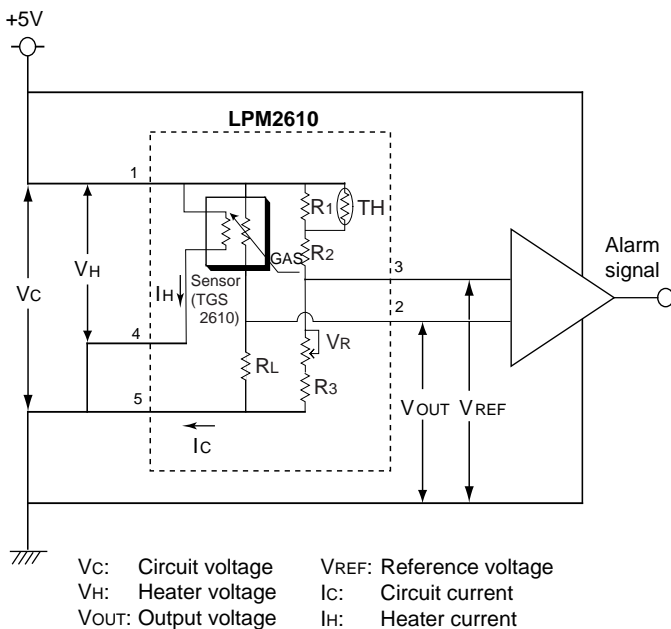 +5V
LPM2610
1
R1
TH
GAS
R2
3
Alarm
signal
VH
VC
IH
Sensor
(TGS
2610)
2
4
VR
RL
R3
VOUT
VREF
5
IC
VC: Circuit voltage
VREF: Reference voltage
VH: Heater voltage
IC: Circuit current
VOUT: Output voltage
IH: Heater current